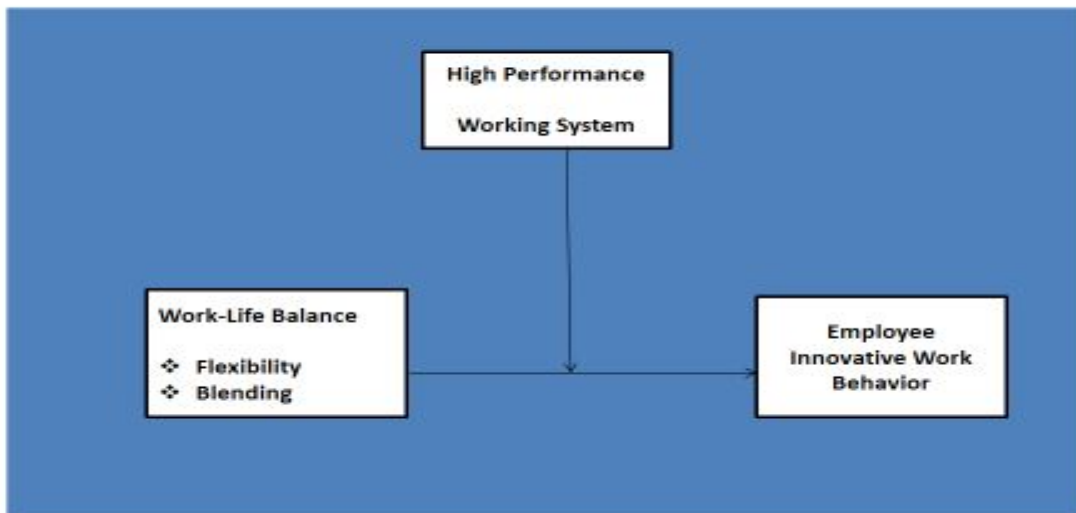 High Performance
Working System
Work-Life Balance
❖ Flexibility
❖ Blending
Employee
Innovative Work
Behavior